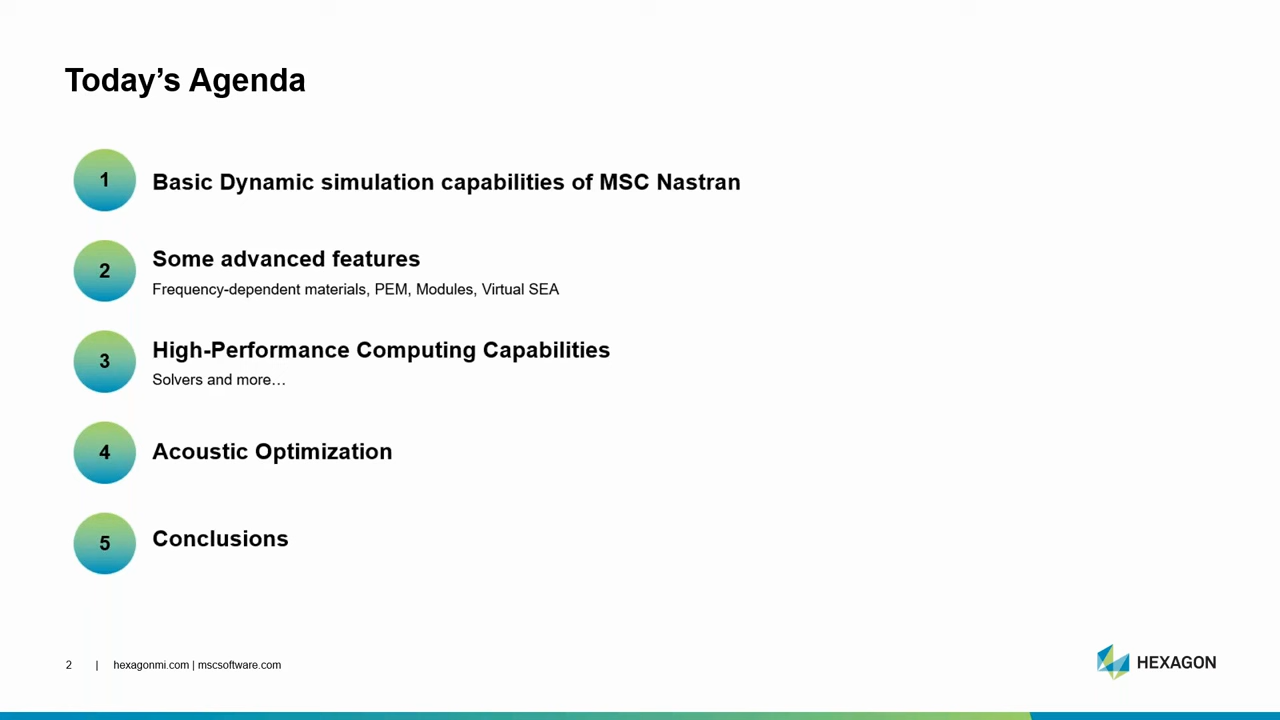 Today’s Agenda
1
Basic Dynamic simulation capabilities of MSC Nastran
2
Some advanced features
Frequency-dependent materials, PEM, Modules, Virtual SEA
3
High-Performance Computing Capabilities
Solvers and more…
4
Acoustic Optimization
5
Conclusions
2 | hexagonmi.com | mscsoftware.com
HEXAGON